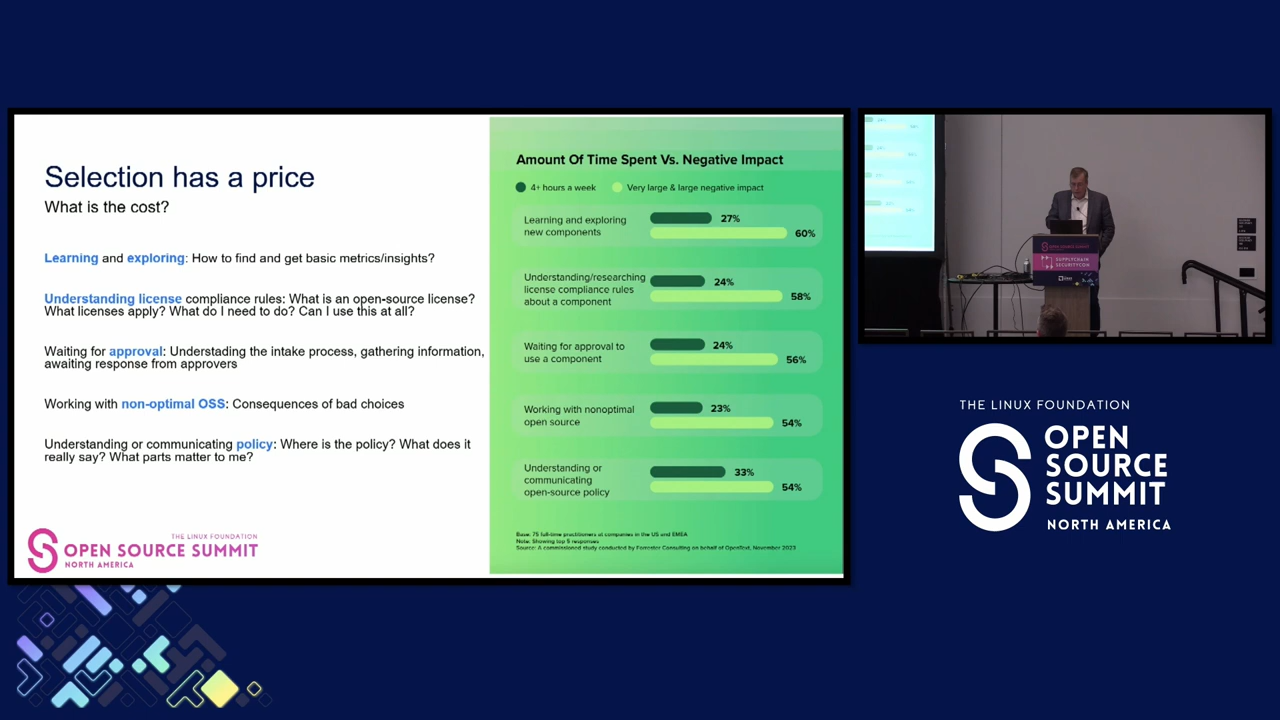 Selection has a price
What is the cost?
Learning and exploring: How to find and get basic metrics/insights?
Understanding license compliance rules: What is an open-source license?
What licenses apply? What do I need to do? Can I use this at all?
Waiting for approval: Understading the intake process, gathering information,
awaiting response from approvers
Working with non-optimal OSS: Consequences of bad choices
Understanding or communicating policy: Where is the policy? What does it
really say? What parts matter to me?
THE LINUX FOUNDATION
OPEN SOURCE SUMMIT
NORTH AMERICA
Amount Of Time Spent Vs. Negative Impact
4+ hours a week
Very large & large negative impact
Learning and exploring
new components
27%
60%
Understanding/researching
license compliance rules
about a component
24%
58%
Waiting for approval to
use a component
24%
56%
Working with nonoptimal
open source
23%
54%
Understanding or
communicating
open-source policy
33%
54%
Base: 75 full-time practitioners at companies in the US and EMEA
Note: Showing top 5 responses
Source: A commissioned study conducted by Forrester Consulting on behalf of OpenText, November 2023
OPEN SOURCE SUMMIT
SUPPLYCHAIN
SECURITYCON
THE LINUX FOUNDATION
OPEN
SOURCE
SUMMIT
NORTH AMERICA